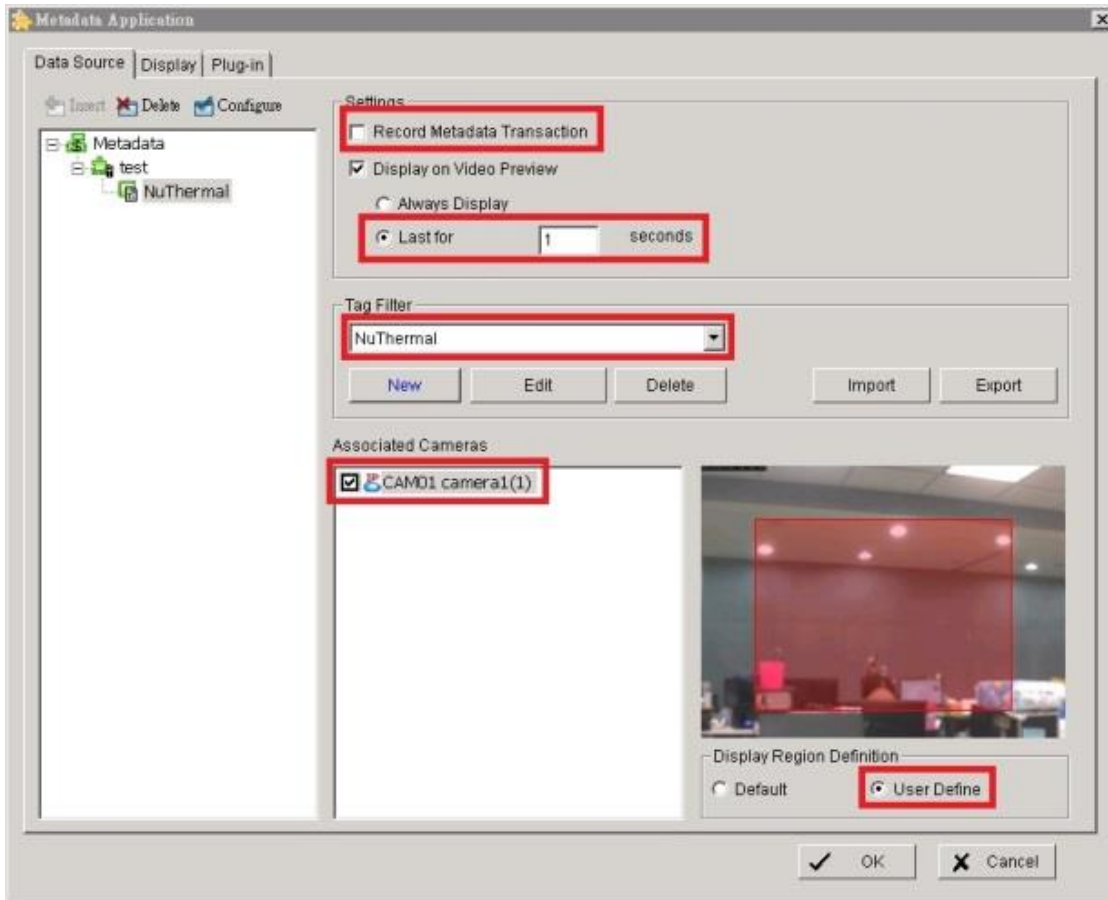 Metadata Application
Data Source Display Plug-in
Insert Delete Configure
Metadata
test
NuThermal
Settings
Record Metadata Transaction
Display on Video Preview
Always Display
Last for 1 seconds
Tag Filter
NuThermal
New Edit Delete Import Export
Associated Cameras
CAM01 camera1(1)
Display Region Definition
Default User Define
OK Cancel